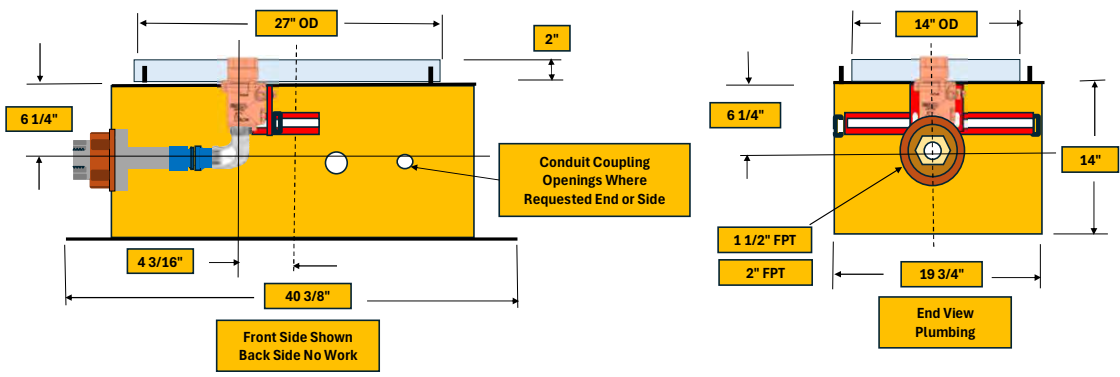 27" OD
2"
6 1/4"
Conduit Coupling
Openings Where
Requested End or Side
4 3/16"
40 3/8"
Front Side Shown
Back Side No Work
14" OD
6 1/4"
14"
1 1/2" FPT
2" FPT
19 3/4"
End View
Plumbing